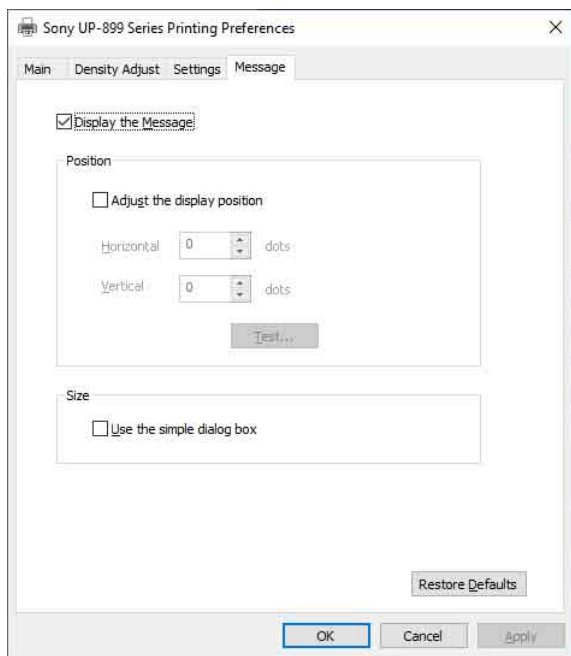 Sony UP-899 Series Printing Preferences
Main Density Adjust Settings Message
Display the Message
Position
Adjust the display position
Horizontal 0 dots
Vertical 0 dots
Test...
Size
Use the simple dialog box
Restore Defaults
OK Cancel Apply